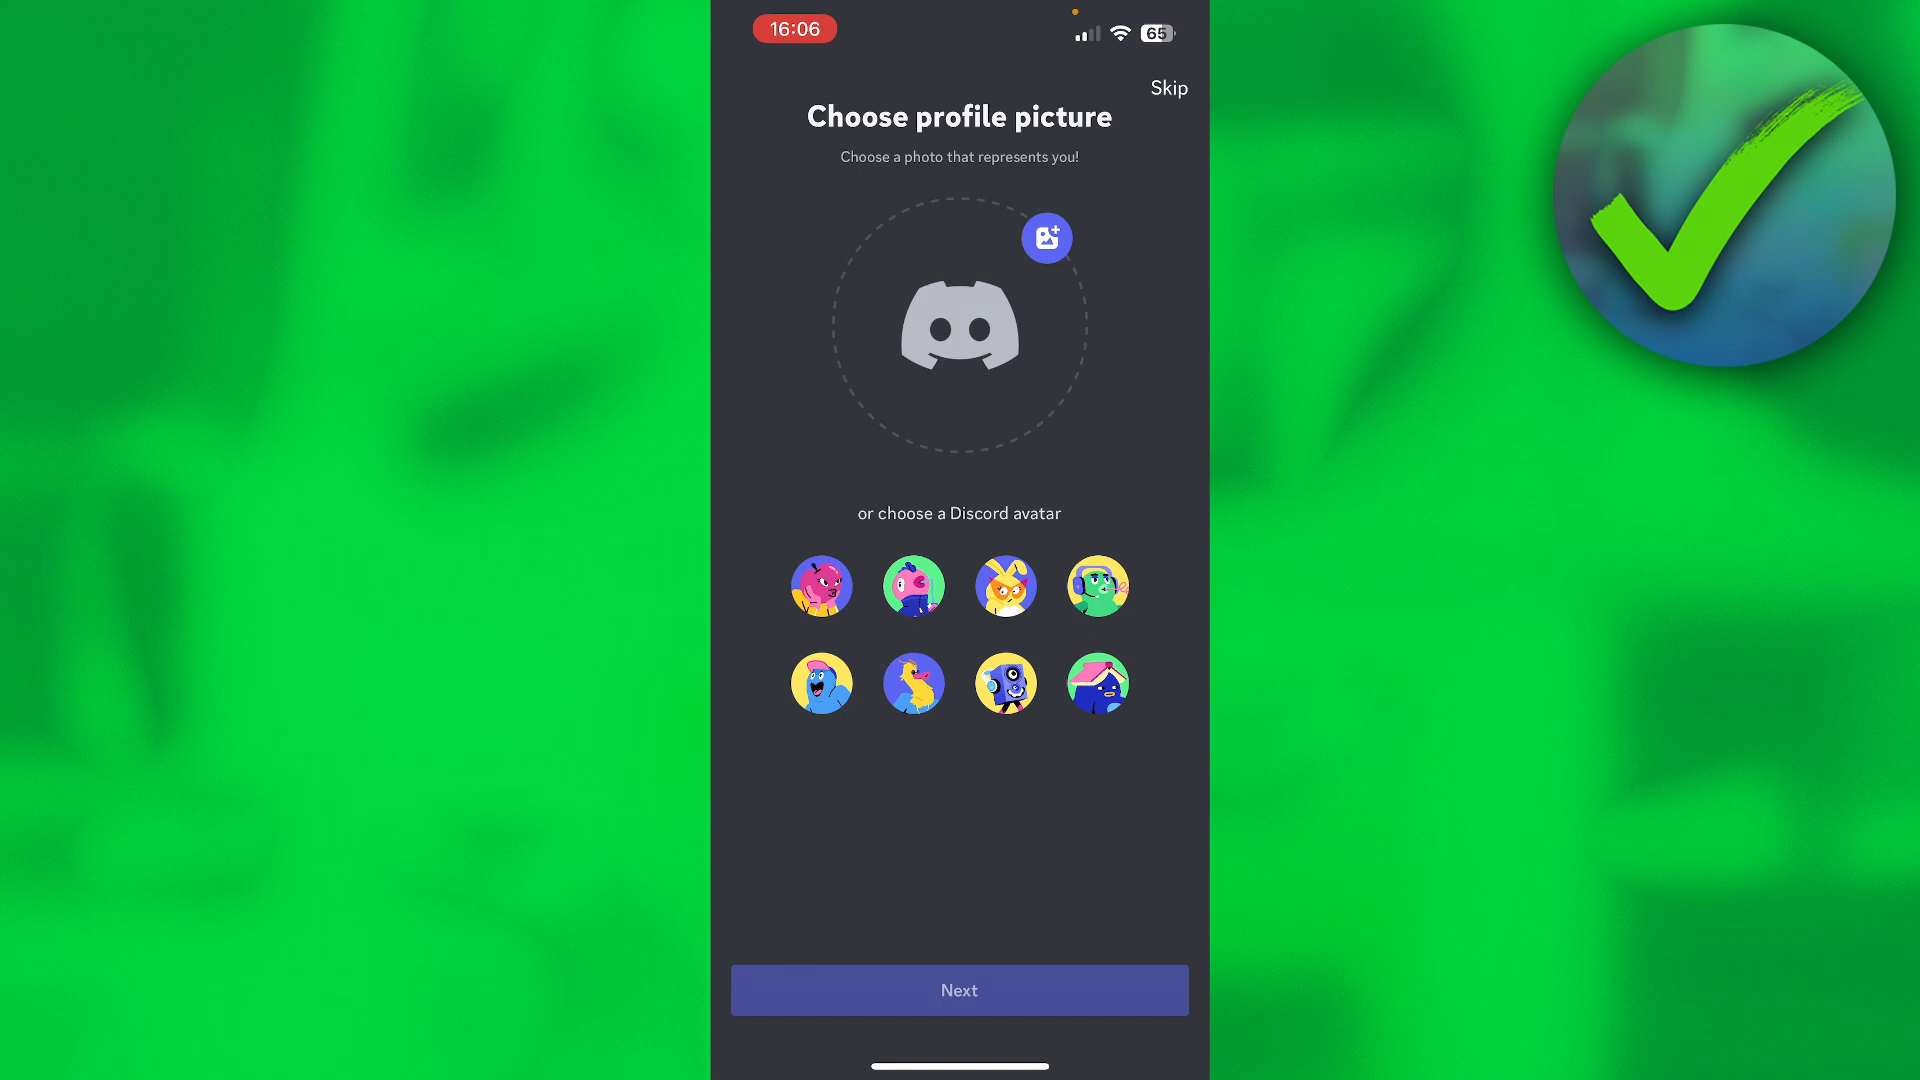 16:06
65
Skip
Choose profile picture
Choose a photo that represents you!
or choose a Discord avatar
Next